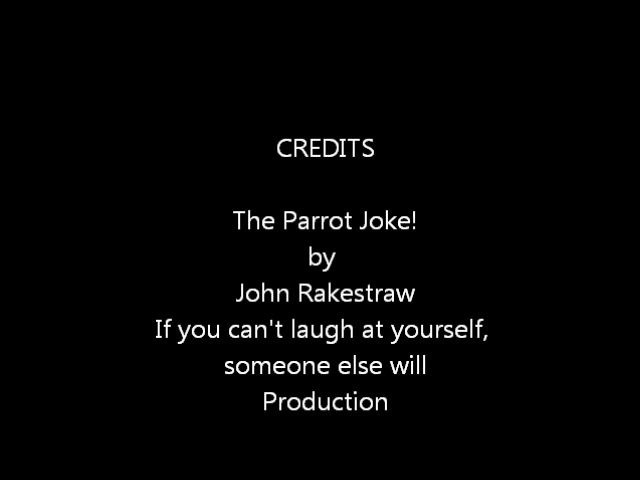 CREDITS
The Parrot Joke!
by
John Rakestraw
If you can't laugh at yourself,
someone else will
Production